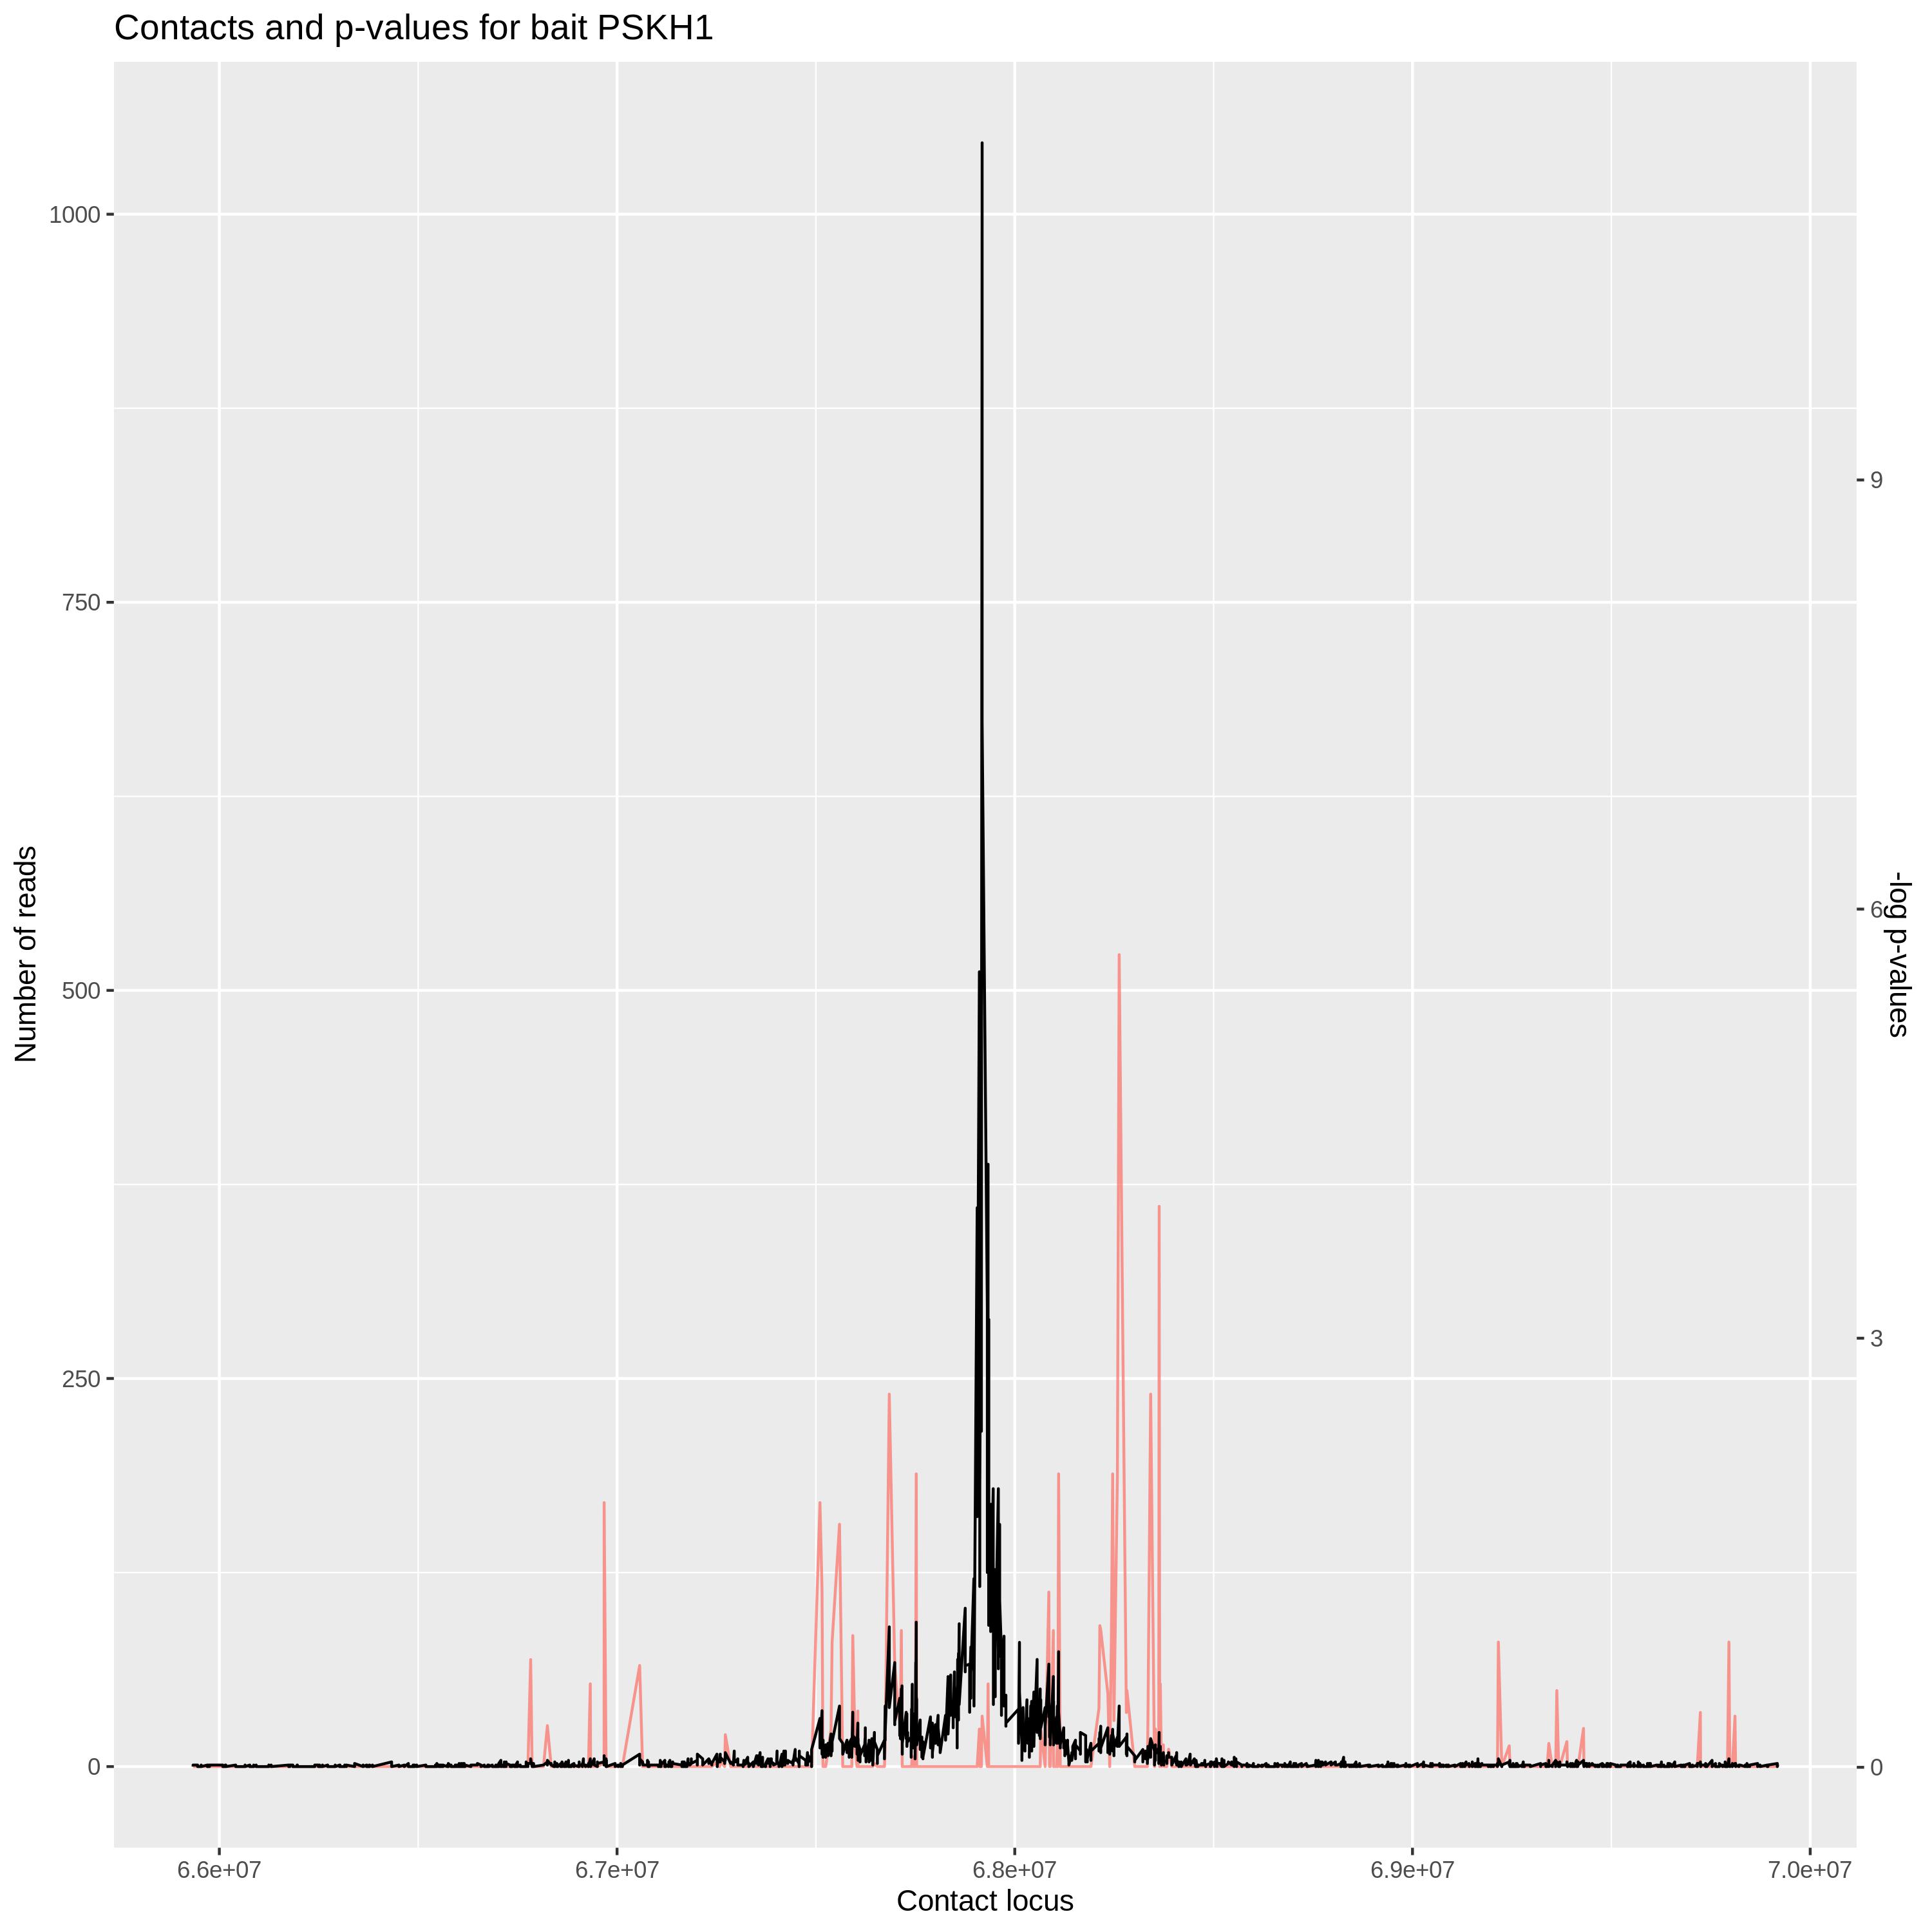 Contacts and p-values for bait PSKH1
Number of reads
1000
750
500
250
0
9
6
3
0
-log p-values
6.6e+07
6.7e+07
6.8e+07
6.9e+07
7.0e+07
Contact locus